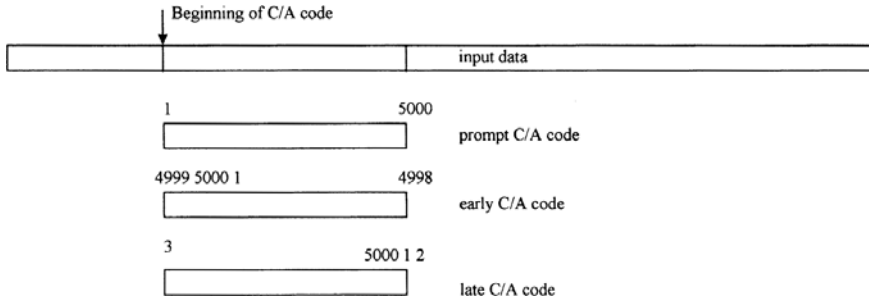 Beginning of C/A code
input data
1 5000
prompt C/A code
4999 5000 1 4998
early C/A code
3
5000 1 2
late C/A code